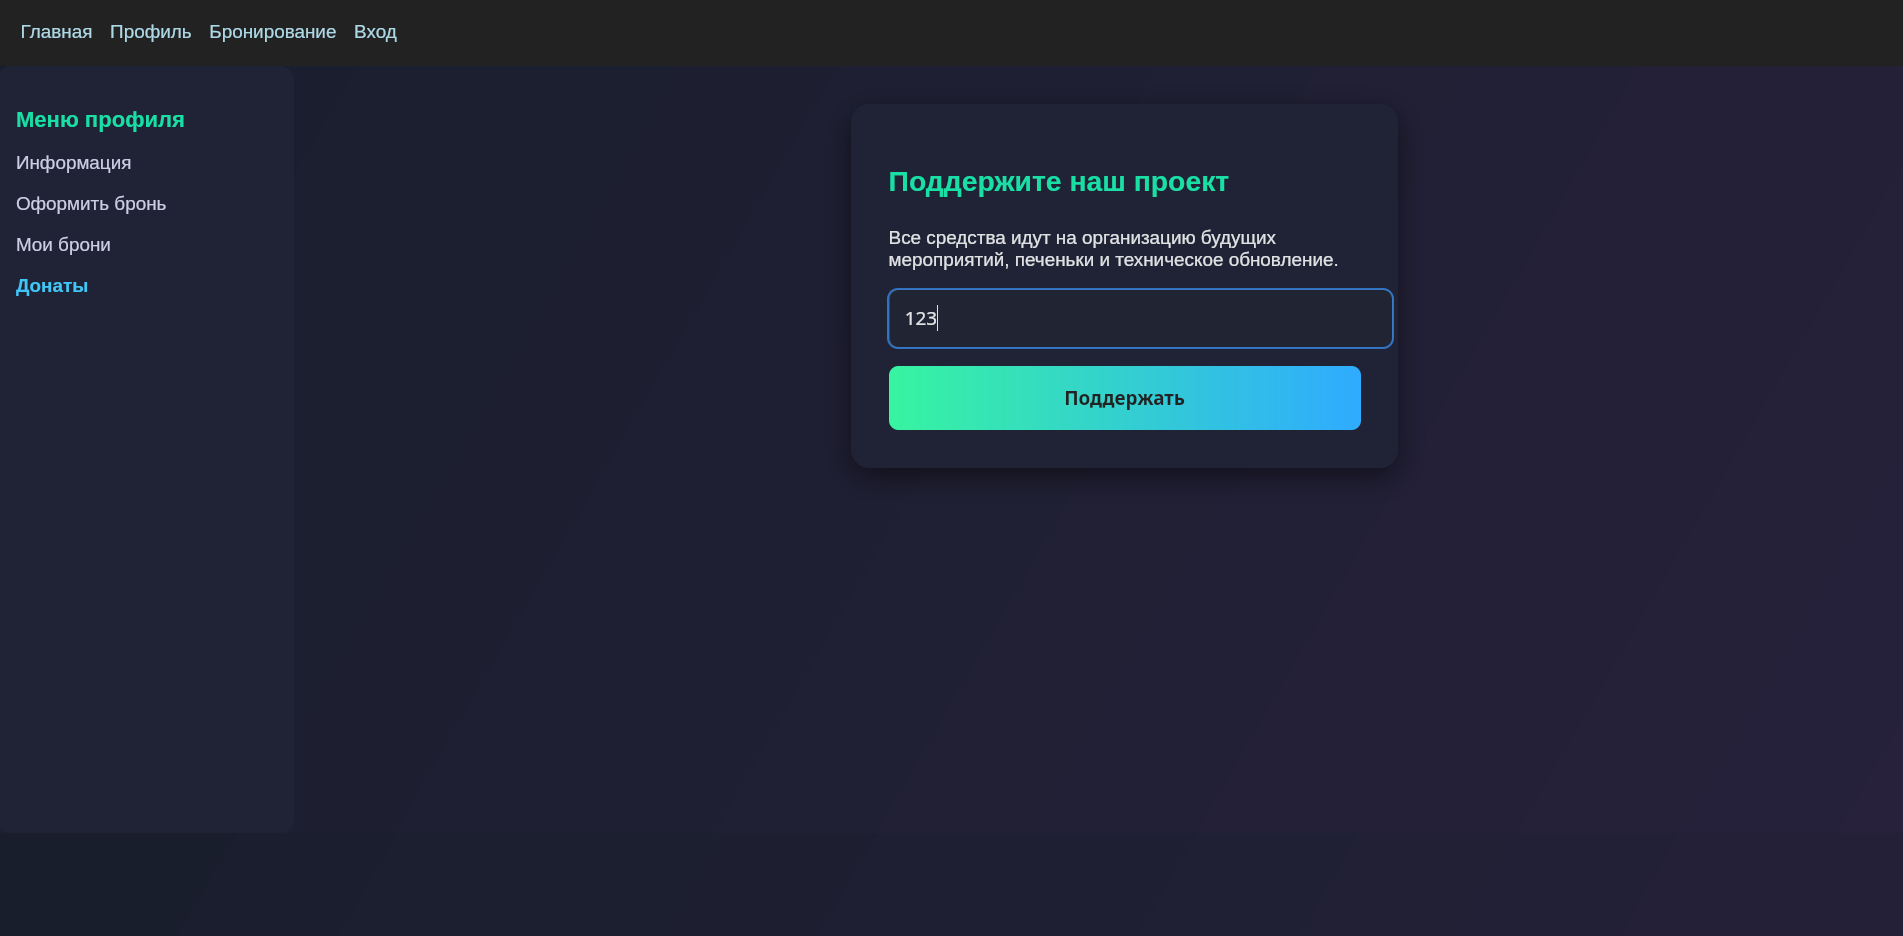 Главная Профиль Бронирование Вход
Меню профиля
Информация
Оформить бронь
Мои брони
Донаты
Поддержите наш проект
Все средства идут на организацию будущих
мероприятий, печеньки и техническое обновление.
123
Поддержать